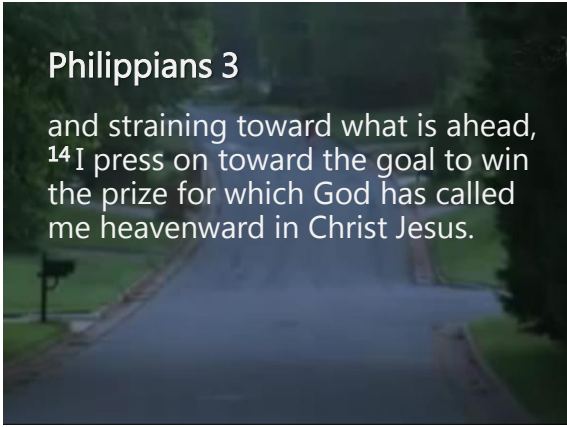 Philippians 3
and straining toward what is ahead,
14 I press on toward the goal to win
the prize for which God has called
me heavenward in Christ Jesus.